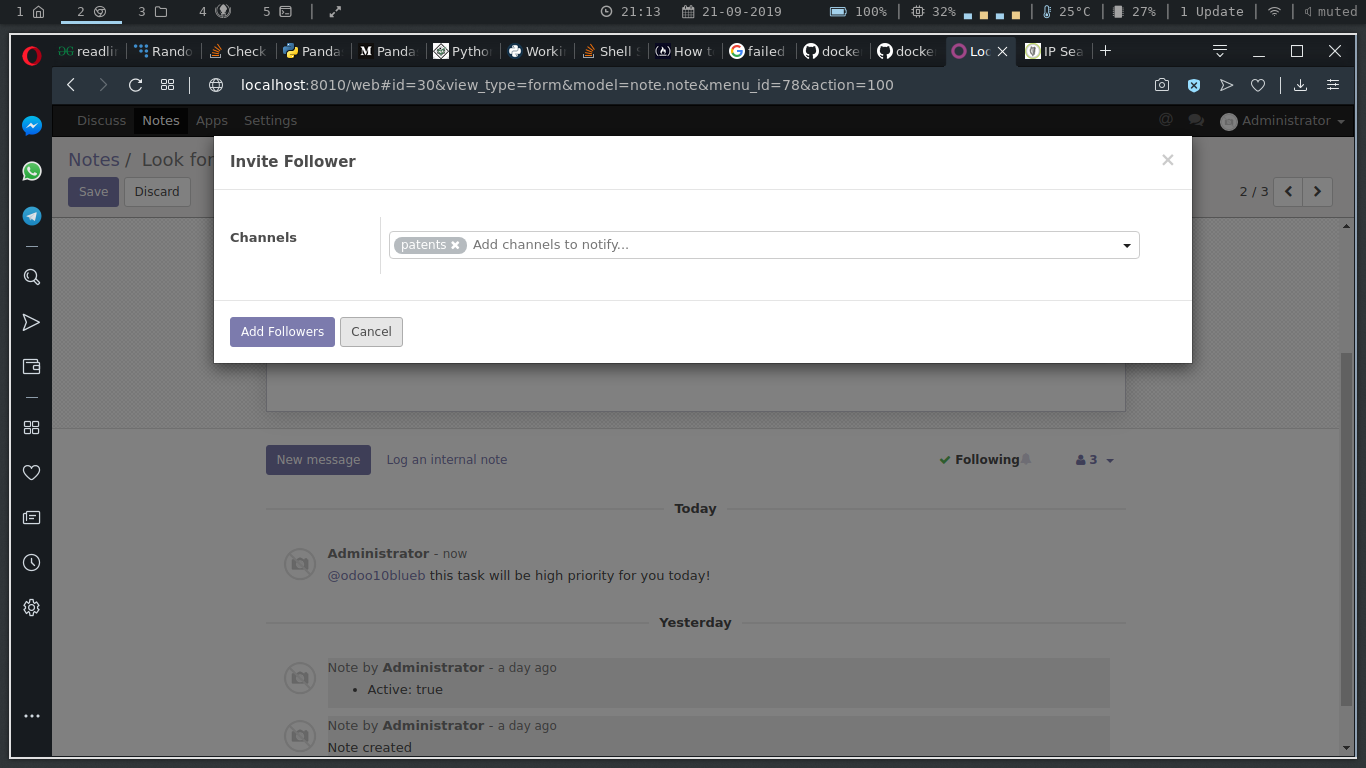 1 2 3 4 5 21:13 21-09-2019 100% 32% 25°C 27% 1 Update muted
readli Rando Check Panda Panda Pytho Worki Shell S How t failed docke docke Loo IP Sea
localhost:8010/web#id=30&view_type=form&model=note.note&menu_id=78&action=100
Discuss Notes Apps Settings @ Administrator
Notes / Look for
Save Discard 2 / 3
Invite Follower ×
Channels patents Add channels to notify...
Add Followers Cancel
New message Log an internal note Following 3
Today
Administrator - now
@odoo10blueb this task will be high priority for you today!
Yesterday
Note by Administrator - a day ago
• Active: true
Note by Administrator - a day ago
Note created